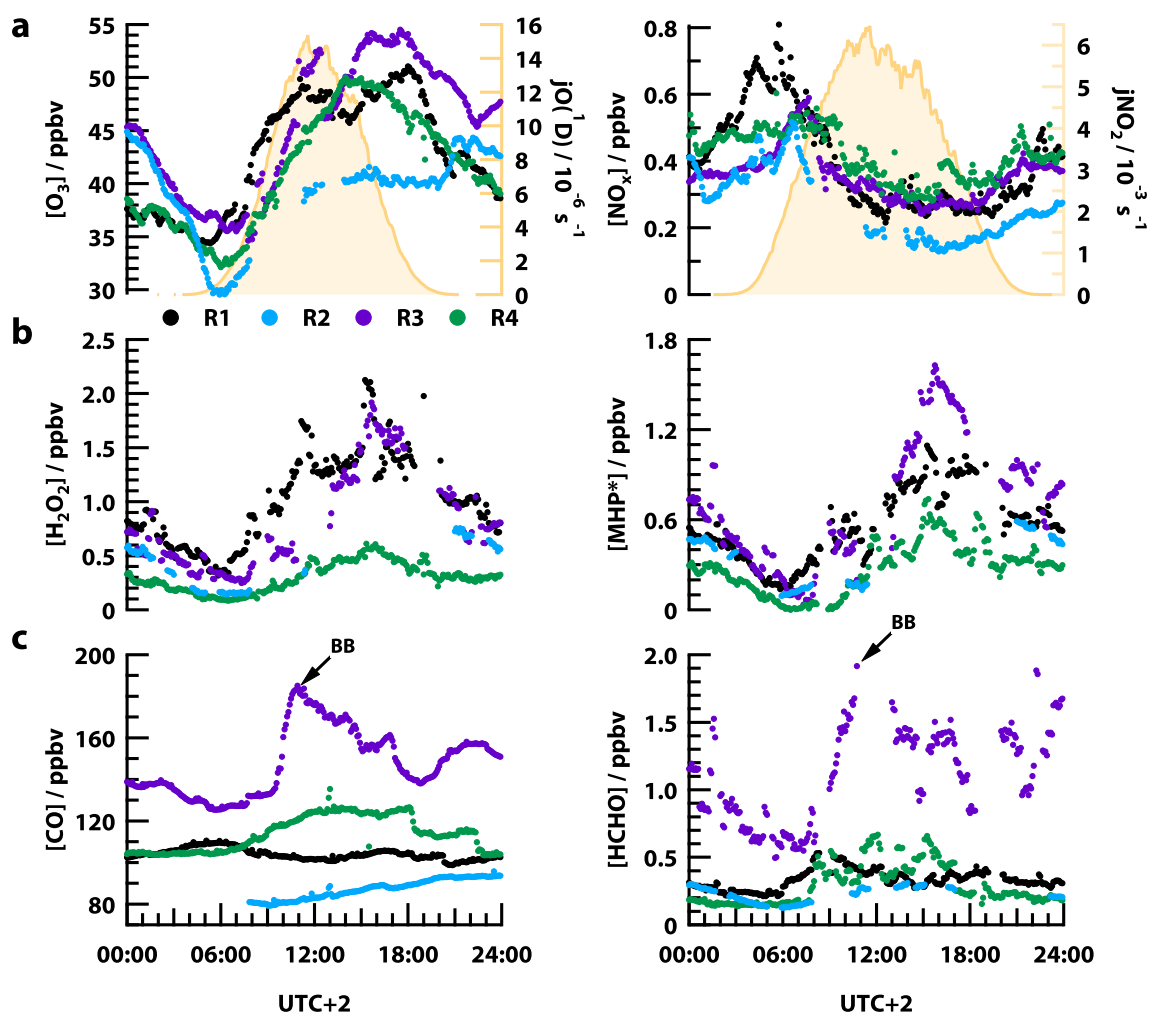 a
55
50
45
40
35
30
[O₃] / ppbv
16
14
12
10
8
6
4
2
0
jO(¹D) / 10⁻⁶ s⁻¹
0.8
0.6
0.4
0.2
0
[NOₓ] / ppbv
6
5
4
3
2
1
0
jNO₂ / 10⁻³ s⁻¹
R1 R2 R3 R4
b
2.5
2.0
1.5
1.0
0.5
0
[H₂O₂] / ppbv
1.8
1.2
0.6
0
[MHP*] / ppbv
c
200
160
120
80
[CO] / ppbv
BB
00:00 06:00 12:00 18:00 24:00
UTC+2
2.0
1.5
1.0
0.5
0
[HCHO] / ppbv
BB
00:00 06:00 12:00 18:00 24:00
UTC+2